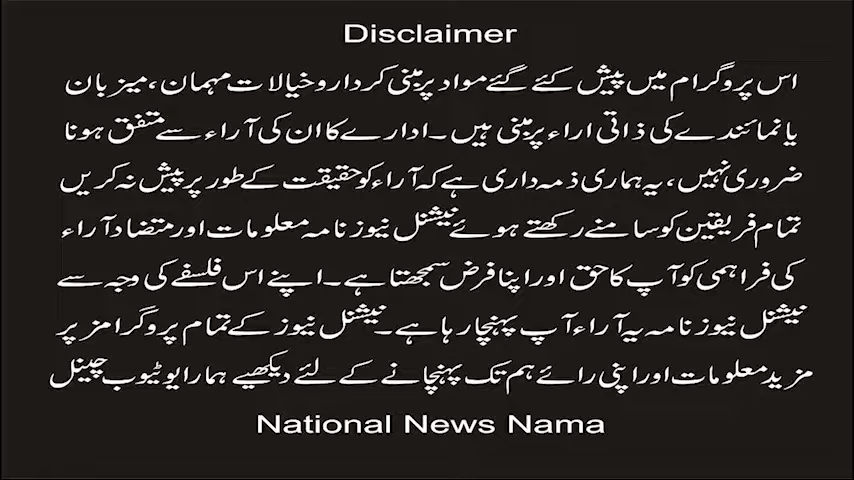 Disclaimer
اس پروگرام میں پیش کئے گئے مواد پر مبنی کردار و خیالات مہمان، میزبان
یا نمائندے کی ذاتی اراء پر مبنی ہیں۔ ادارے کا ان کی آراء سے متفق ہونا
ضروری نہیں، یہ ہماری ذمہ داری ہے کہ آراء کو حقیقت کے طور پر پیش نہ کریں
تمام فریقین کو سامنے رکھتے ہوئے نیشنل نیوز نامہ معلومات اور متضاد آراء
کی فراہمی کو آپ کا حق اور اپنا فرض سمجھتا ہے۔ اپنے اس فلسفے کی وجہ سے
نیشنل نیوز نامہ یہ آراء آپ پہنچا رہا ہے۔ نیشنل نیوز کے تمام پروگرامز پر
مزید معلومات اور اپنی رائے ہم تک پہنچانے کے لئے دیکھیے ہمارا یوٹیوب چینل
National News Nama